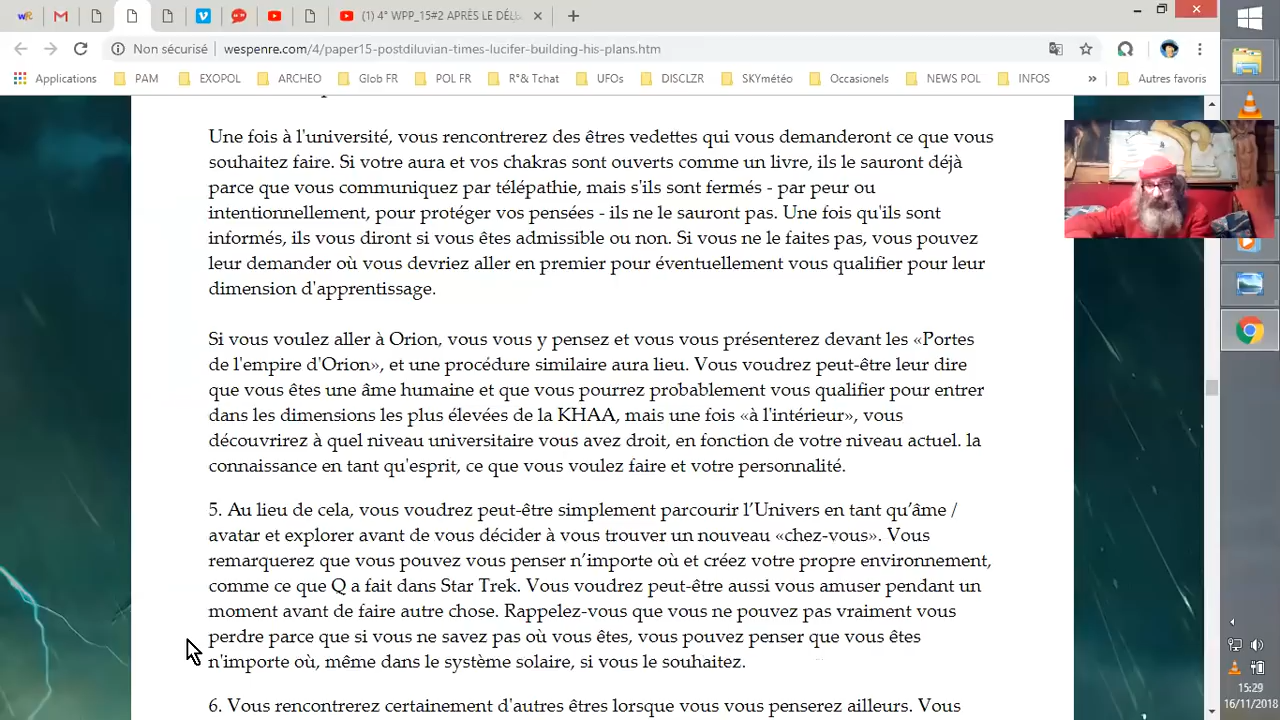 (1) 4° WPP_15#2 APRÈS LE DÉLB
Non sécurisé
wespenre.com/4/paper15-postdiluvian-times-lucifer-building-his-plans.htm
Applications
PAM
EXOPOL
ARCHEO
Glob FR
POL FR
R°& Tchat
UFOs
DISCLZR
SKYmétéo
Occasionels
NEWS POL
INFOS
»
Autres favoris
Une fois à l'université, vous rencontrerez des êtres vedettes qui vous demanderont ce que vous
souhaitez faire. Si votre aura et vos chakras sont ouverts comme un livre, ils le sauront déjà
parce que vous communiquez par télépathie, mais s'ils sont fermés - par peur ou
intentionnellement, pour protéger vos pensées - ils ne le sauront pas. Une fois qu'ils sont
informés, ils vous diront si vous êtes admissible ou non. Si vous ne le faites pas, vous pouvez
leur demander où vous devriez aller en premier pour éventuellement vous qualifier pour leur
dimension d'apprentissage.
Si vous voulez aller à Orion, vous vous y pensez et vous vous présenterez devant les «Portes
de l'empire d'Orion», et une procédure similaire aura lieu. Vous voudrez peut-être leur dire
que vous êtes une âme humaine et que vous pourrez probablement vous qualifier pour entrer
dans les dimensions les plus élevées de la KHAA, mais une fois «à l'intérieur», vous
découvrirez à quel niveau universitaire vous avez droit, en fonction de votre niveau actuel. la
connaissance en tant qu'esprit, ce que vous voulez faire et votre personnalité.
5. Au lieu de cela, vous voudrez peut-être simplement parcourir l’Univers en tant qu’âme /
avatar et explorer avant de vous décider à vous trouver un nouveau «chez-vous». Vous
remarquerez que vous pouvez vous penser n’importe où et créez votre propre environnement,
comme ce que Q a fait dans Star Trek. Vous voudrez peut-être aussi vous amuser pendant un
moment avant de faire autre chose. Rappelez-vous que vous ne pouvez pas vraiment vous
perdre parce que si vous ne savez pas où vous êtes, vous pouvez penser que vous êtes
n'importe où, même dans le système solaire, si vous le souhaitez.
6. Vous rencontrerez certainement d'autres êtres lorsque vous vous penserez ailleurs. Vous
15:29
16/11/2018